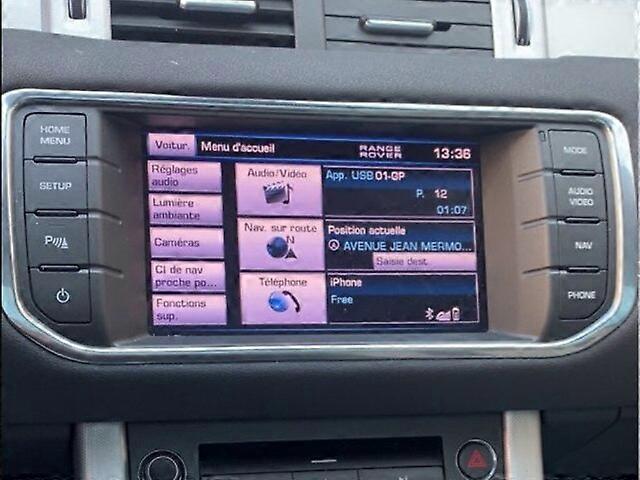 HOME
MENU
SETUP
P
MODE
AUDIO
VIDEO
NAV
PHONE
Voitur.
Menu d'accueil
RANGE
ROVER
13:36
Réglages
audio
Lumière
ambiante
Caméras
CI de nav
proche po...
Fonctions
sup.
Audio/Vidéo
Nav. sur route
N
Téléphone
App. USB 01-GP
P. 12
01:07
Position actuelle
AVENUE JEAN MERMO...
Saisie dest.
iPhone
Free